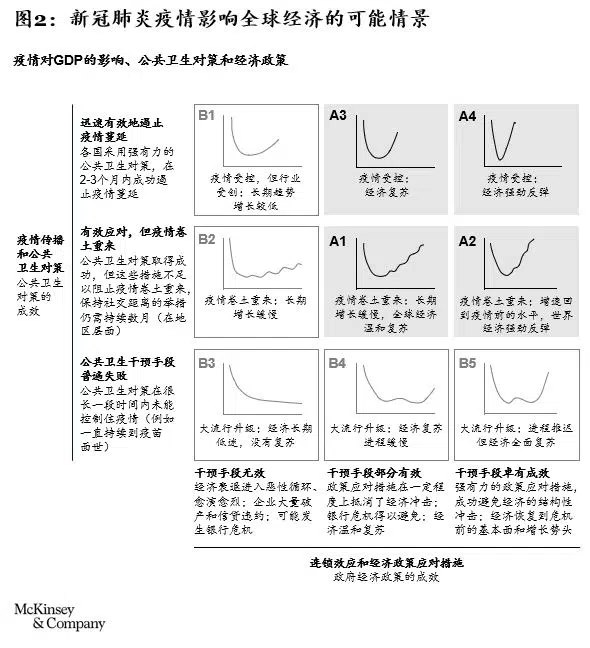 图2：新冠肺炎疫情影响全球经济的可能情景
疫情对GDP的影响、公共卫生对策和经济政策
疫情传播
和公共
卫生对策
公共卫生
对策的
成效
迅速有效地遏止
疫情蔓延
各国采用强有力的
公共卫生对策，在
2-3个月内成功遏
止疫情蔓延
B1
疫情受控，但行业
受创；长期趋势
增长较低
A3
疫情受控；
经济复苏
A4
疫情受控；
经济强劲反弹
有效应对，但疫情卷
土重来
公共卫生对策取得成
功，但这些措施不足
以阻止疫情卷土重来，
保持社交距离的举措
仍需持续数月（在地
区层面）
B2
疫情卷土重来；长期
增长缓慢
A1
疫情卷土重来；长期
增长缓慢，全球经济
温和复苏
A2
疫情卷土重来；增速回
到疫情前的水平，世界
经济强劲反弹
公共卫生干预手段
普遍失败
公共卫生对策在很
长一段时间内未能
控制住疫情（例如
一直持续到疫苗
面世）
B3
大流行升级；经济长期
低迷，没有复苏
B4
大流行升级；经济复苏
进程缓慢
B5
大流行升级；进程推迟
但经济全面复苏
干预手段无效
经济衰退进入恶性循环、
愈演愈烈；企业大量破
产和信贷违约；可能发
生银行危机
干预手段部分有效
政策应对措施在一定程
度上抵消了经济冲击；
银行危机得以避免；经
济温和复苏
干预手段卓有成效
强有力的政策应对措施，
成功避免经济的结构性
冲击；经济恢复到危机
前的基本面和增长势头
连锁效应和经济政策应对措施
政府经济政策的成效
McKinsey
& Company